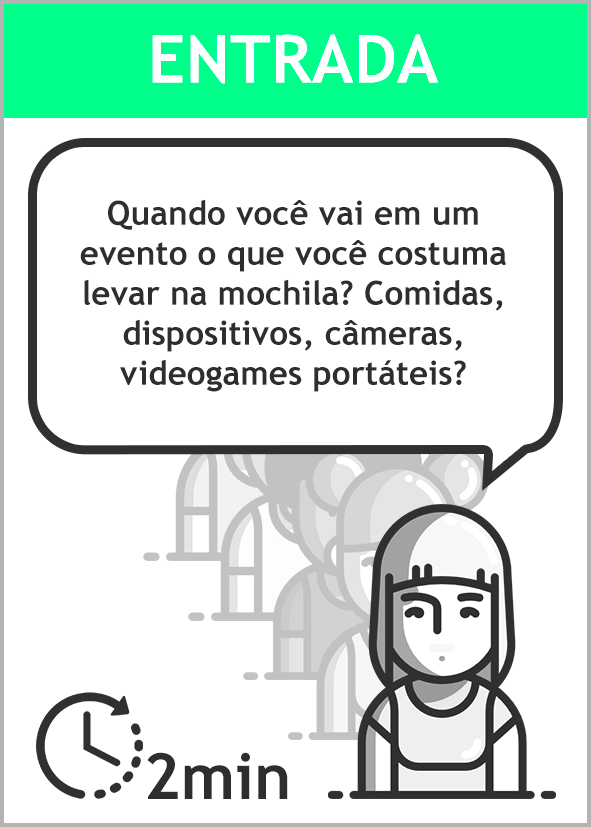 ENTRADA
Quando você vai em um
evento o que você costuma
levar na mochila? Comidas,
dispositivos, câmeras,
videogames portáteis?
2min